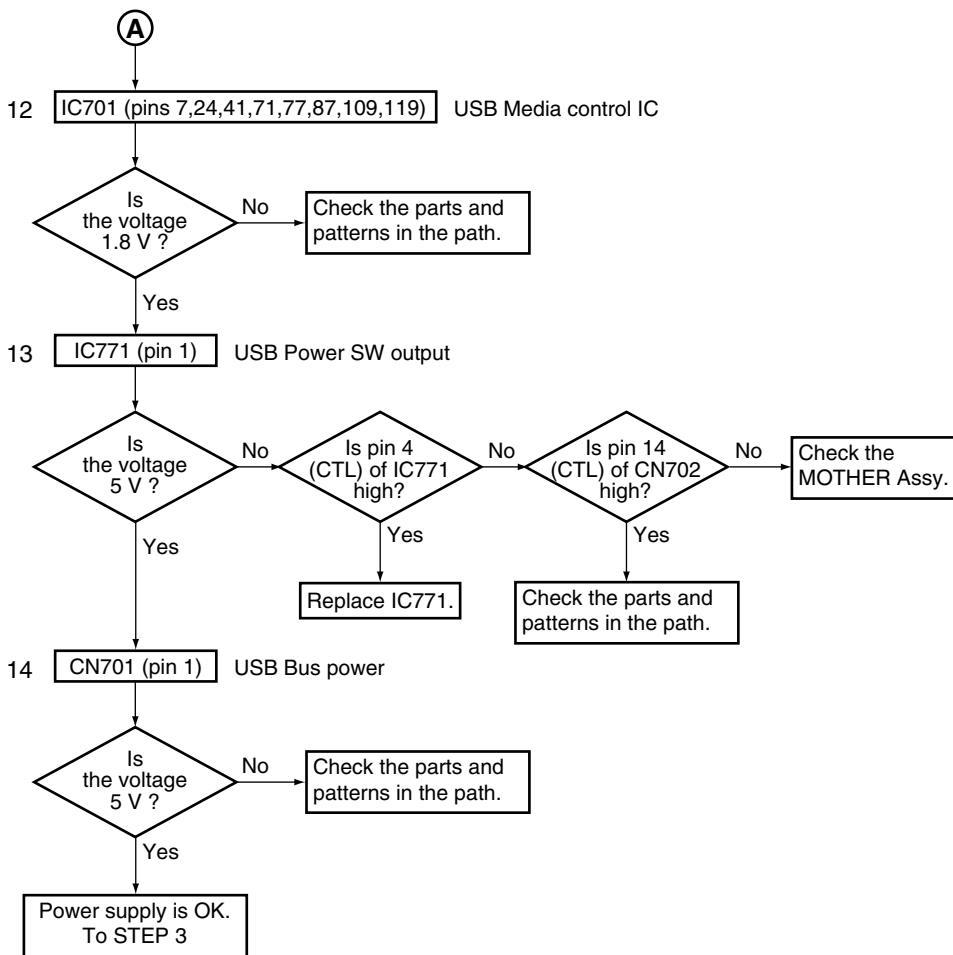 A
12 IC701 (pins 7,24,41,71,77,87,109,119) USB Media control IC
Is
the voltage
1.8 V ?
No
Check the parts and
patterns in the path.
Yes
13 IC771 (pin 1) USB Power SW output
Is
the voltage
5 V ?
No
Is pin 4
(CTL) of IC771
high?
No
Is pin 14
(CTL) of CN702
high?
No
Check the
MOTHER Assy.
Yes
Yes
Replace IC771.
Yes
Check the parts and
patterns in the path.
14 CN701 (pin 1) USB Bus power
Is
the voltage
5 V ?
No
Check the parts and
patterns in the path.
Yes
Power supply is OK.
To STEP 3